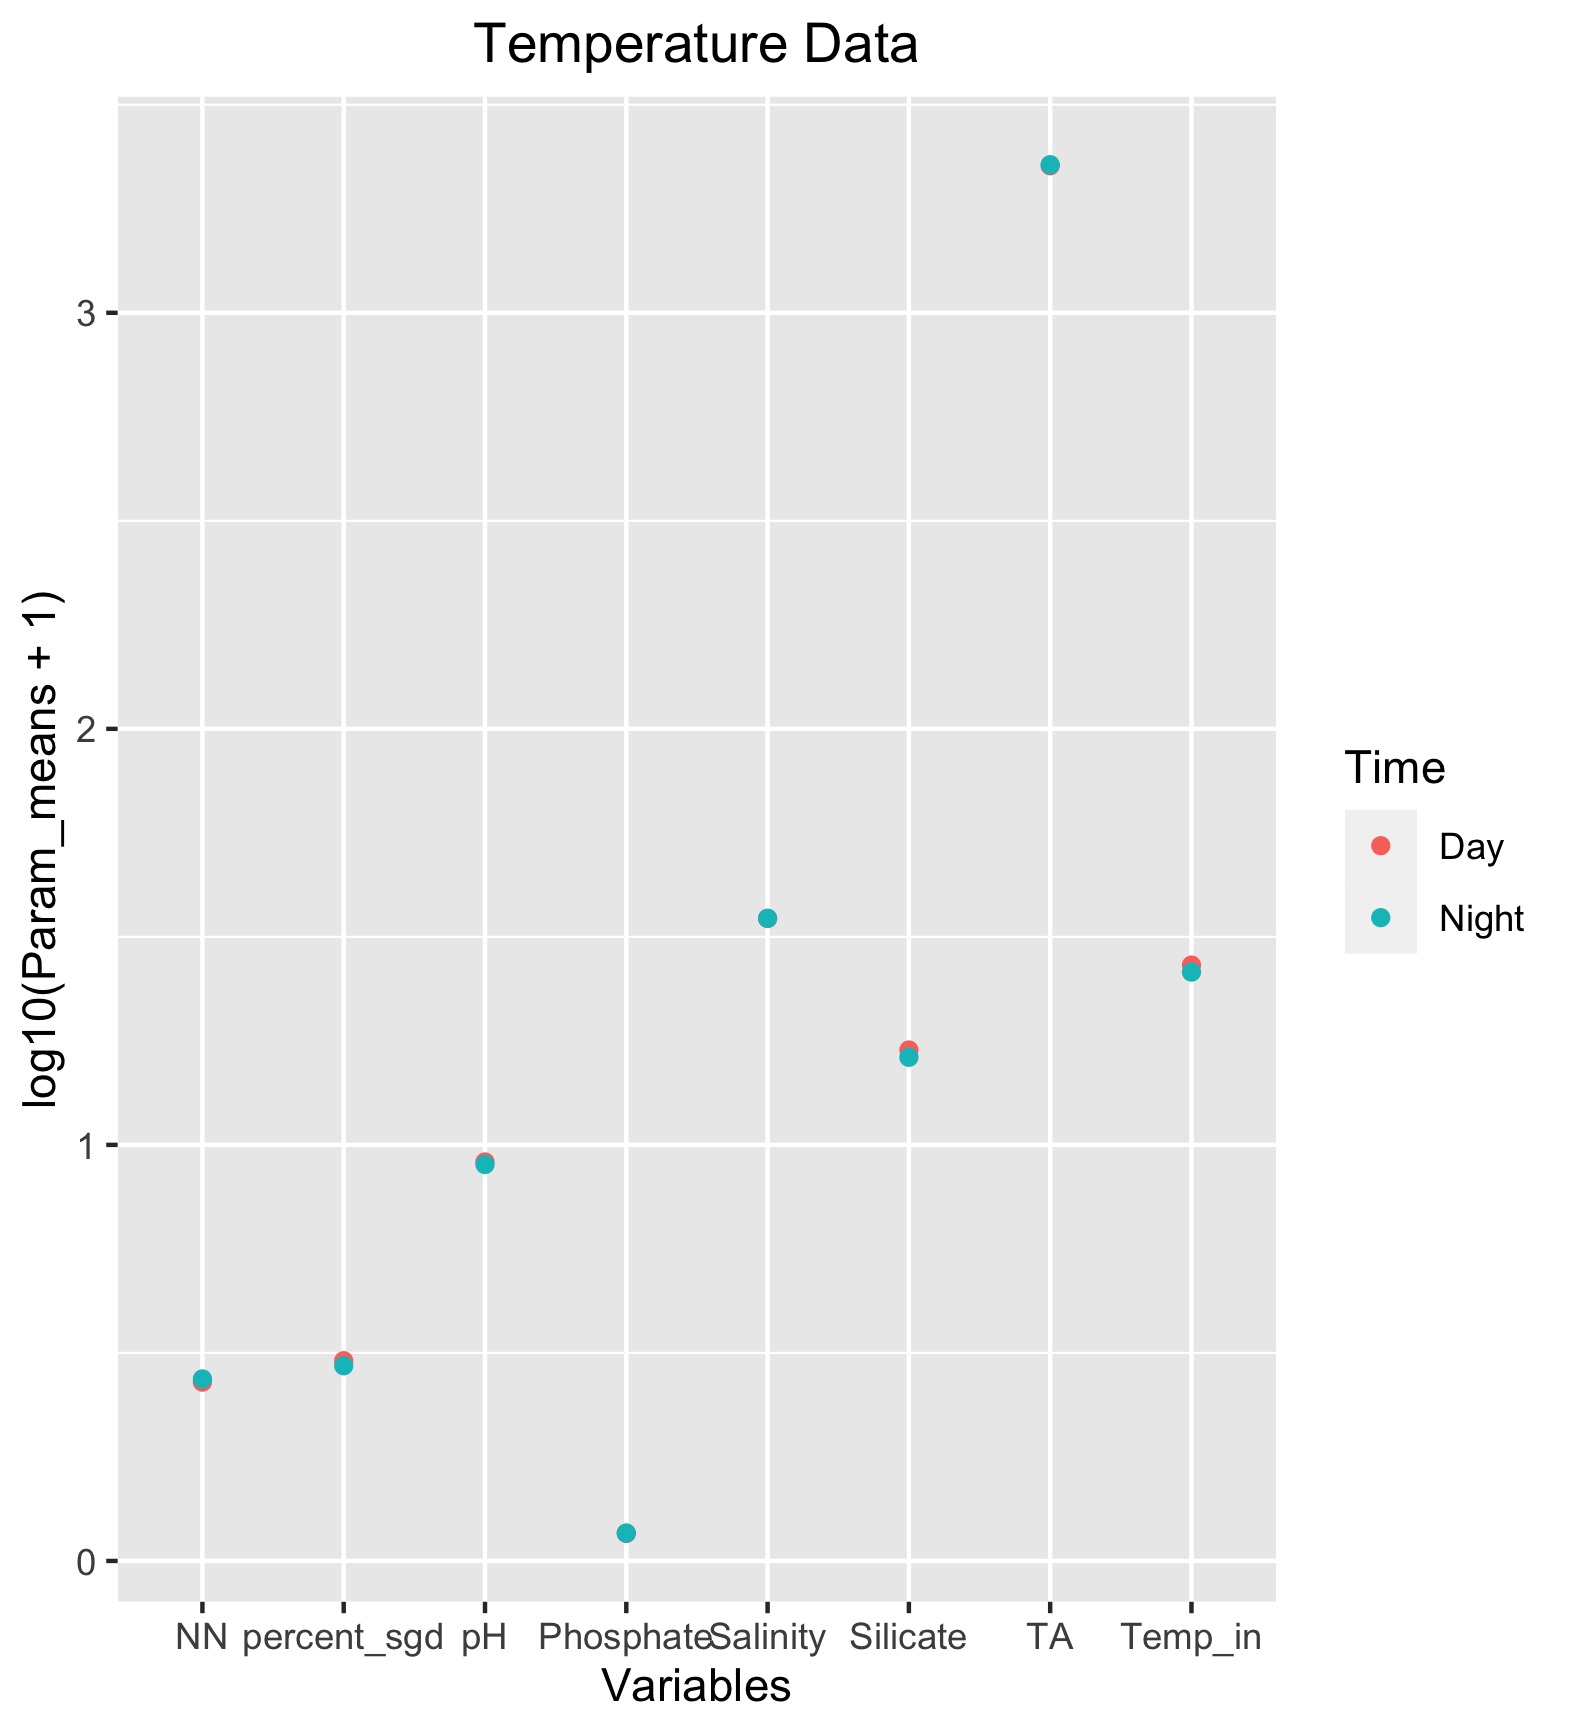 Temperature Data
log10(Param_means + 1)
3
2
1
0
NN percent_sgd pH Phosphate Salinity Silicate TA Temp_in
Variables
Time
Day
Night